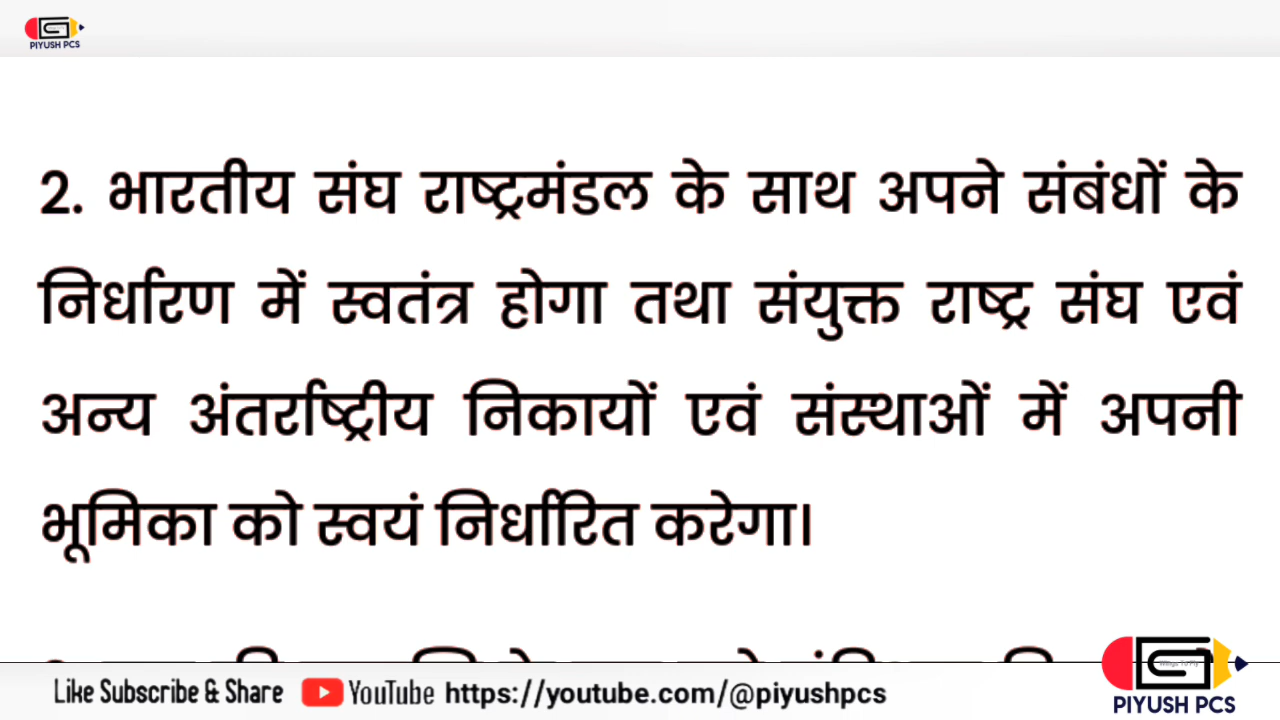 PIYUSH PCS
2. भारतीय संघ राष्ट्रमंडल के साथ अपने संबंधों के
निर्धारण में स्वतंत्र होगा तथा संयुक्त राष्ट्र संघ एवं
अन्य अंतर्राष्ट्रीय निकायों एवं संस्थाओं में अपनी
भूमिका को स्वयं निर्धारित करेगा।
Like Subscribe & Share YouTube https://youtube.com/@piyushpcs
PIYUSH PCS